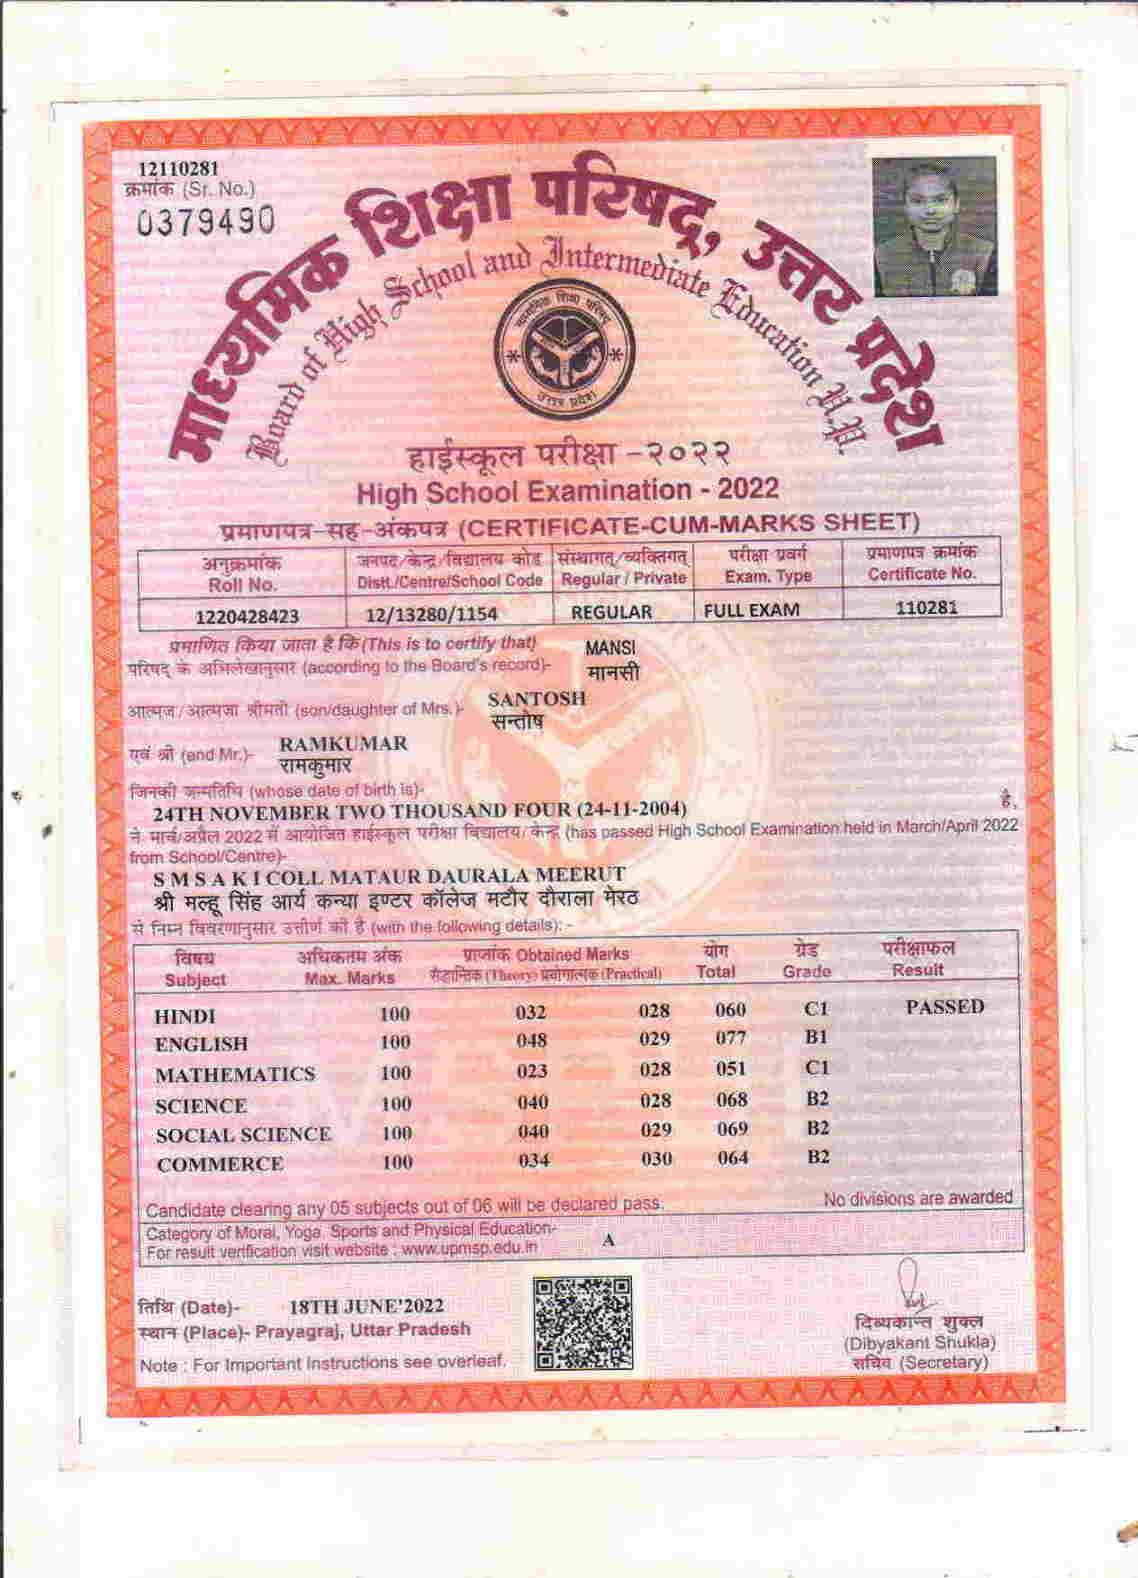 12110281
क्रमांक (Sr. No.)
0379490
माध्यमिक शिक्षा परिषद्, उत्तर प्रदेश
Board of High School and Intermediate Education U.P.
माध्यमिक शिक्षा परिषद्
उत्तर प्रदेश
हाईस्कूल परीक्षा -२०२२
High School Examination - 2022
प्रमाणपत्र-सह-अंकपत्र (CERTIFICATE-CUM-MARKS SHEET)
अनुक्रमांक जनपद/केन्द्र/विद्यालय कोड संस्थागत्/व्यक्तिगत् परीक्षा प्रवर्ग प्रमाणपत्र क्रमांक
Roll No. Distt./Centre/School Code Regular / Private Exam. Type Certificate No.
1220428423 12/13280/1154 REGULAR FULL EXAM 110281
प्रमाणित किया जाता है कि (This is to certify that) MANSI
परिषद् के अभिलेखानुसार (according to the Board's record)- मानसी
आत्मज/आत्मजा श्रीमती (son/daughter of Mrs.)- SANTOSH
सन्तोष
एवं श्री (and Mr.)- RAMKUMAR
रामकुमार
जिनकी जन्मतिथि (whose date of birth is)-
24TH NOVEMBER TWO THOUSAND FOUR (24-11-2004) है,
ने मार्च/अप्रैल 2022 में आयोजित हाईस्कूल परीक्षा विद्यालय/केन्द्र (has passed High School Examination held in March/April 2022
from School/Centre)-
S M S A K I COLL MATAUR DAURALA MEERUT
श्री मल्हू सिंह आर्य कन्या इण्टर कॉलेज मटौर दौराला मेरठ
से निम्न विवरणानुसार उत्तीर्ण की है (with the following details): -
विषय अधिकतम अंक प्राप्तांक Obtained Marks योग ग्रेड परीक्षाफल
Subject Max. Marks सैद्धान्तिक (Theory) प्रयोगात्मक (Practical) Total Grade Result
HINDI 100 032 028 060 C1 PASSED
ENGLISH 100 048 029 077 B1
MATHEMATICS 100 023 028 051 C1
SCIENCE 100 040 028 068 B2
SOCIAL SCIENCE 100 040 029 069 B2
COMMERCE 100 034 030 064 B2
Candidate clearing any 05 subjects out of 06 will be declared pass. No divisions are awarded
Category of Moral, Yoga, Sports and Physical Education- A
For result verification visit website : www.upmsp.edu.in
तिथि (Date)- 18TH JUNE'2022
स्थान (Place)- Prayagraj, Uttar Pradesh
Note : For Important Instructions see overleaf.
दिव्यकान्त शुक्ल
(Dibyakant Shukla)
सचिव (Secretary)